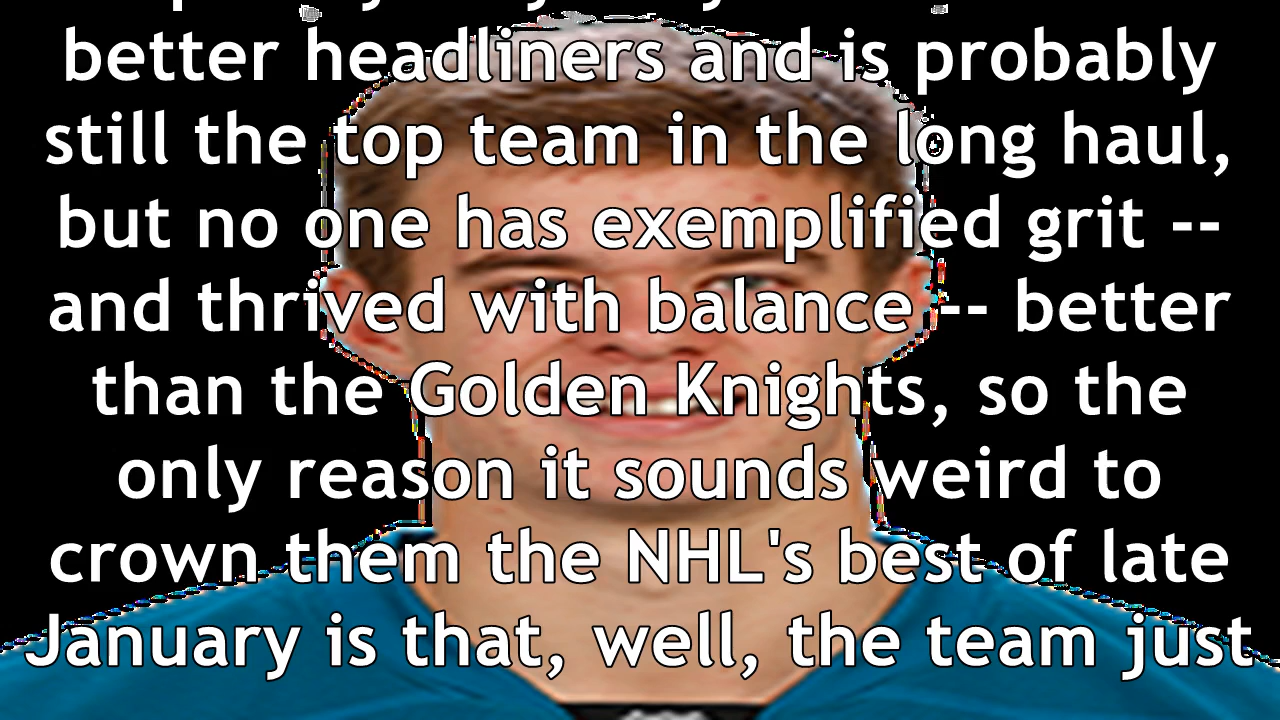 better headliners and is probably
still the top team in the long haul,
but no one has exemplified grit --
and thrived with balance -- better
than the Golden Knights, so the
only reason it sounds weird to
crown them the NHL's best of late
January is that, well, the team just